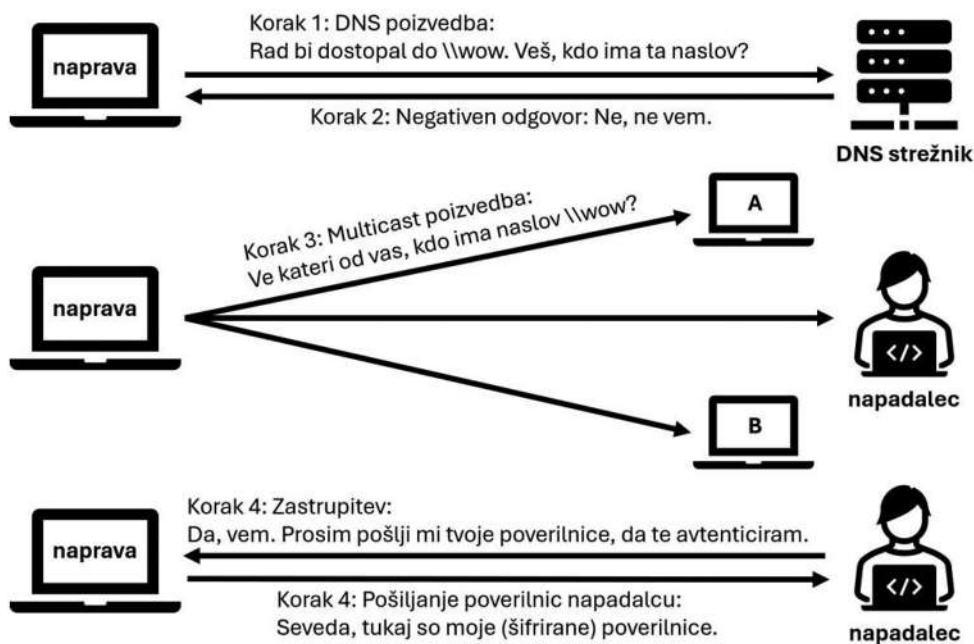 Korak 1: DNS poizvedba:
Rad bi dostopal do \\wow. Veš, kdo ima ta naslov?
naprava
Korak 2: Negativen odgovor: Ne, ne vem.
DNS strežnik
Korak 3: Multicast poizvedba:
Ve kateri od vas, kdo ima naslov \\wow?
A
naprava
</>
napadalec
B
Korak 4: Zastrupitev:
Da, vem. Prosim pošlji mi tvoje poverilnice, da te avtenticiram.
naprava
</>
Korak 4: Pošiljanje poverilnic napadalcu:
Seveda, tukaj so moje (šifrirane) poverilnice.
napadalec